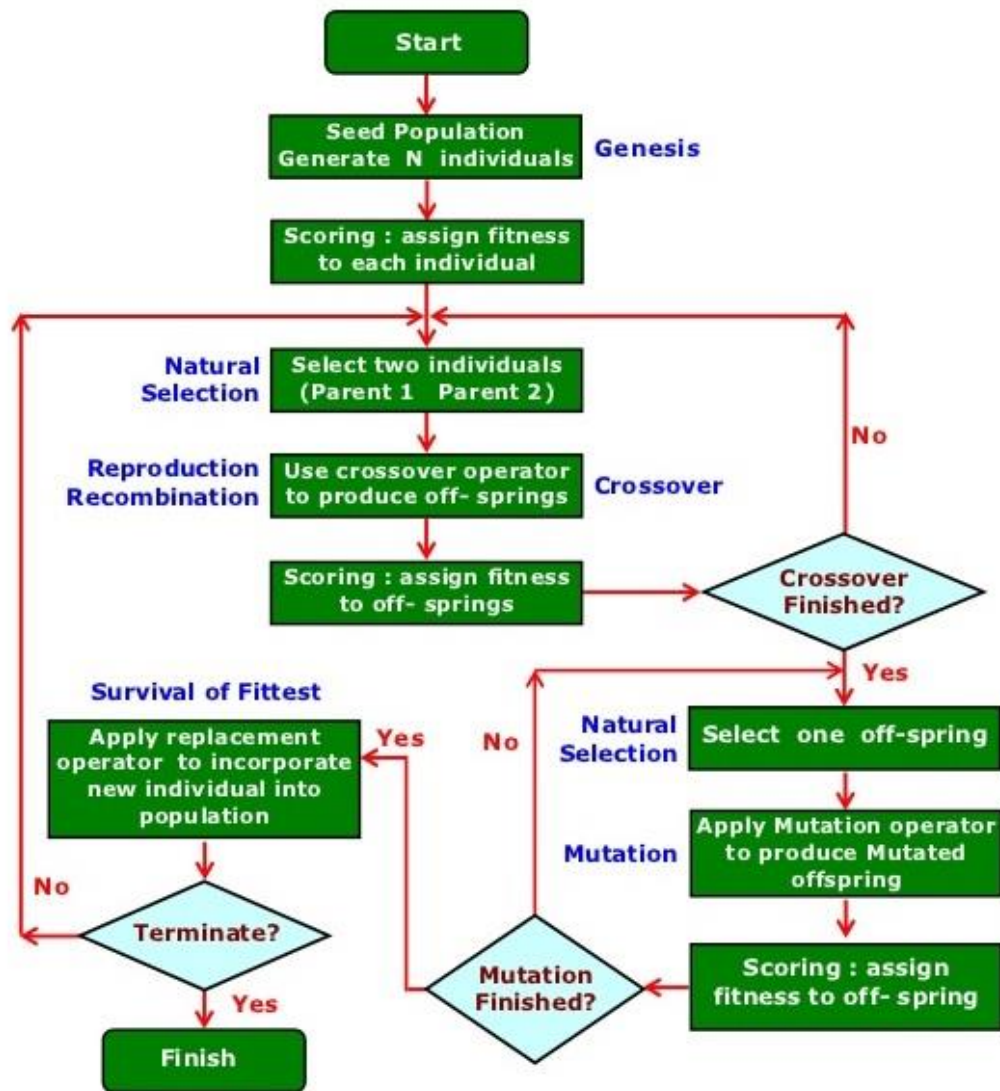 Start
Seed Population
Generate N individuals
Genesis
Scoring : assign fitness
to each individual
Natural
Selection
Select two individuals
(Parent 1 Parent 2)
No
Reproduction
Recombination
Use crossover operator
to produce off- springs
Crossover
Scoring : assign fitness
to off- springs
Crossover
Finished?
Yes
Survival of Fittest
Apply replacement
operator to incorporate
new individual into
population
Yes
No
Natural
Selection
Select one off-spring
Mutation
Apply Mutation operator
to produce Mutated
offspring
No
Terminate?
Mutation
Finished?
Scoring : assign
fitness to off- spring
Yes
Finish